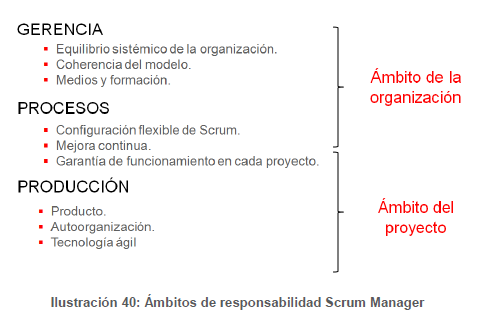 GERENCIA
Equilibrio sistémico de la organización.
Coherencia del modelo.
Medios y formación.
PROCESOS
Configuración flexible de Scrum.
Mejora continua.
Garantía de funcionamiento en cada proyecto.
PRODUCCIÓN
Producto.
Autoorganización.
Tecnología ágil
Ámbito de la
organización
Ámbito del
proyecto
Ilustración 40: Ámbitos de responsabilidad Scrum Manager